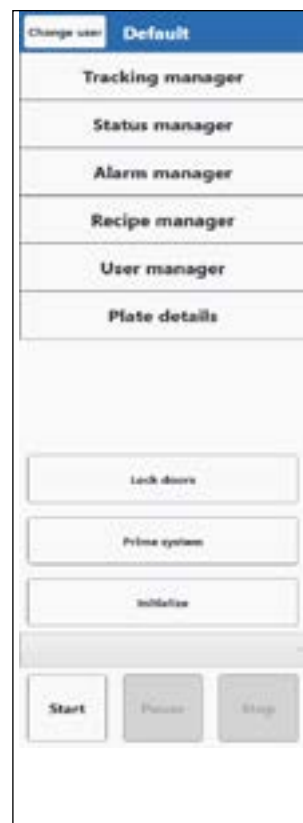 Change user Default
Tracking manager
Status manager
Alarm manager
Recipe manager
User manager
Plate details
Lock doors
Prime system
Initialize
Start Pause Stop